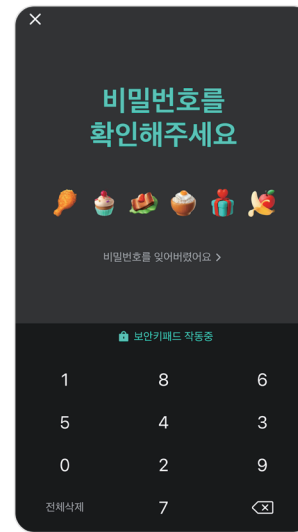 비밀번호를
확인해주세요
비밀번호를 잊어버렸어요 >
보안키패드 작동중
1 8 6
5 4 3
0 2 9
전체삭제 7